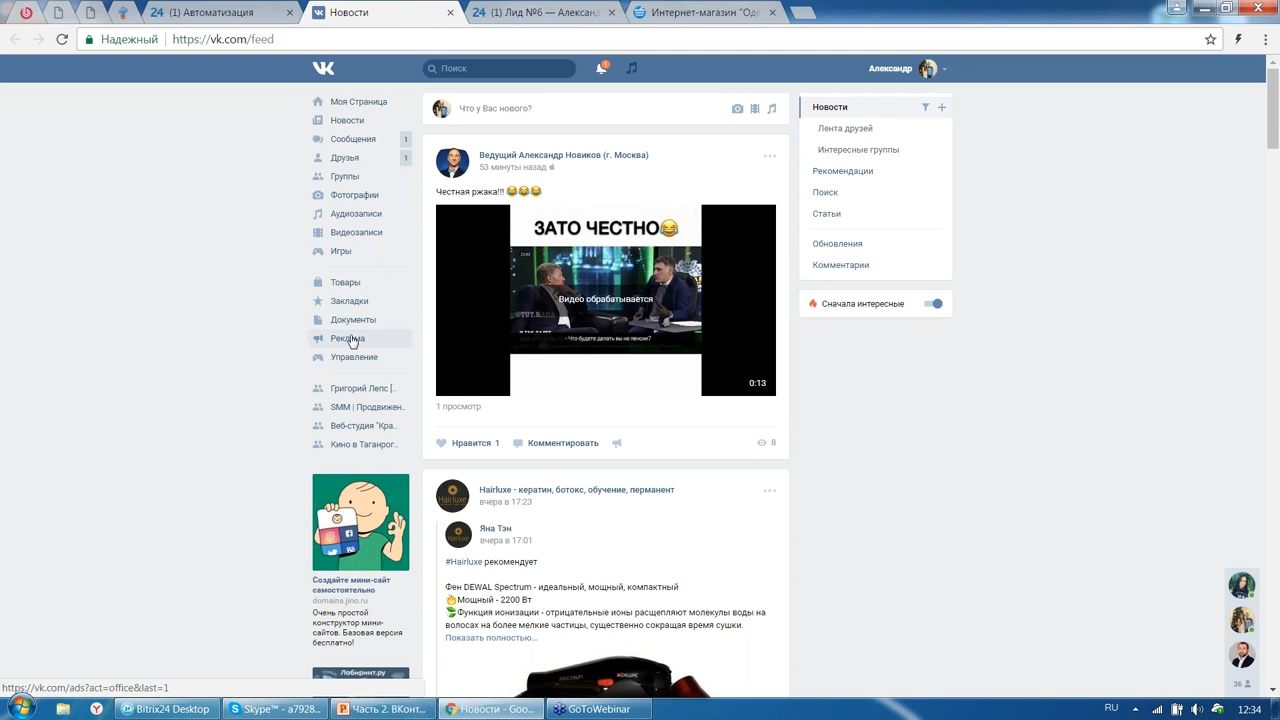 24 (1) Автоматизация
Новости
24 (1) Лид №6 — Алексей
Интернет-магазин "Оде
Надежный
https://vk.com/feed
Поиск
1
Александр
Моя Страница
Новости
Сообщения 1
Друзья 1
Группы
Фотографии
Аудиозаписи
Видеозаписи
Игры
Товары
Закладки
Документы
Реклама
Управление
Григорий Лепс [..
SMM | Продвижен..
Веб-студия "Кра..
Кино в Таганрог..
Создайте мини-сайт
самостоятельно
domains.jino.ru
Очень простой
конструктор мини-
сайтов. Базовая версия
бесплатно!
Лабиринт.ру
Что у Вас нового?
Ведущий Александр Новиков (г. Москва)
53 минуты назад
Честная ржака!!! 😂😂😂
ЗАТО ЧЕСТНО😂
Видео обрабатывается
- Что будете делать вы на пенсии?
0:13
1 просмотр
Нравится 1
Комментировать
8
Hairluxe - кератин, ботокс, обучение, перманент
вчера в 17:23
Яна Тэн
вчера в 17:01
#Hairluxe рекомендует
Фен DEWAL Spectrum - идеальный, мощный, компактный
Мощный - 2200 Вт
Функция ионизации - отрицательные ионы расщепляют молекулы воды на
волосах на более мелкие частицы, существенно сокращая время сушки.
Показать полностью…
Новости
Лента друзей
Интересные группы
Рекомендации
Поиск
Статьи
Обновления
Комментарии
Сначала интересные
36
https://vk.com/ads?act=office&last=1
Bitrix24 Desktop
Skype™ - a7928...
Часть 2. ВКонт...
Новости - Goo...
GoToWebinar
RU
12:34